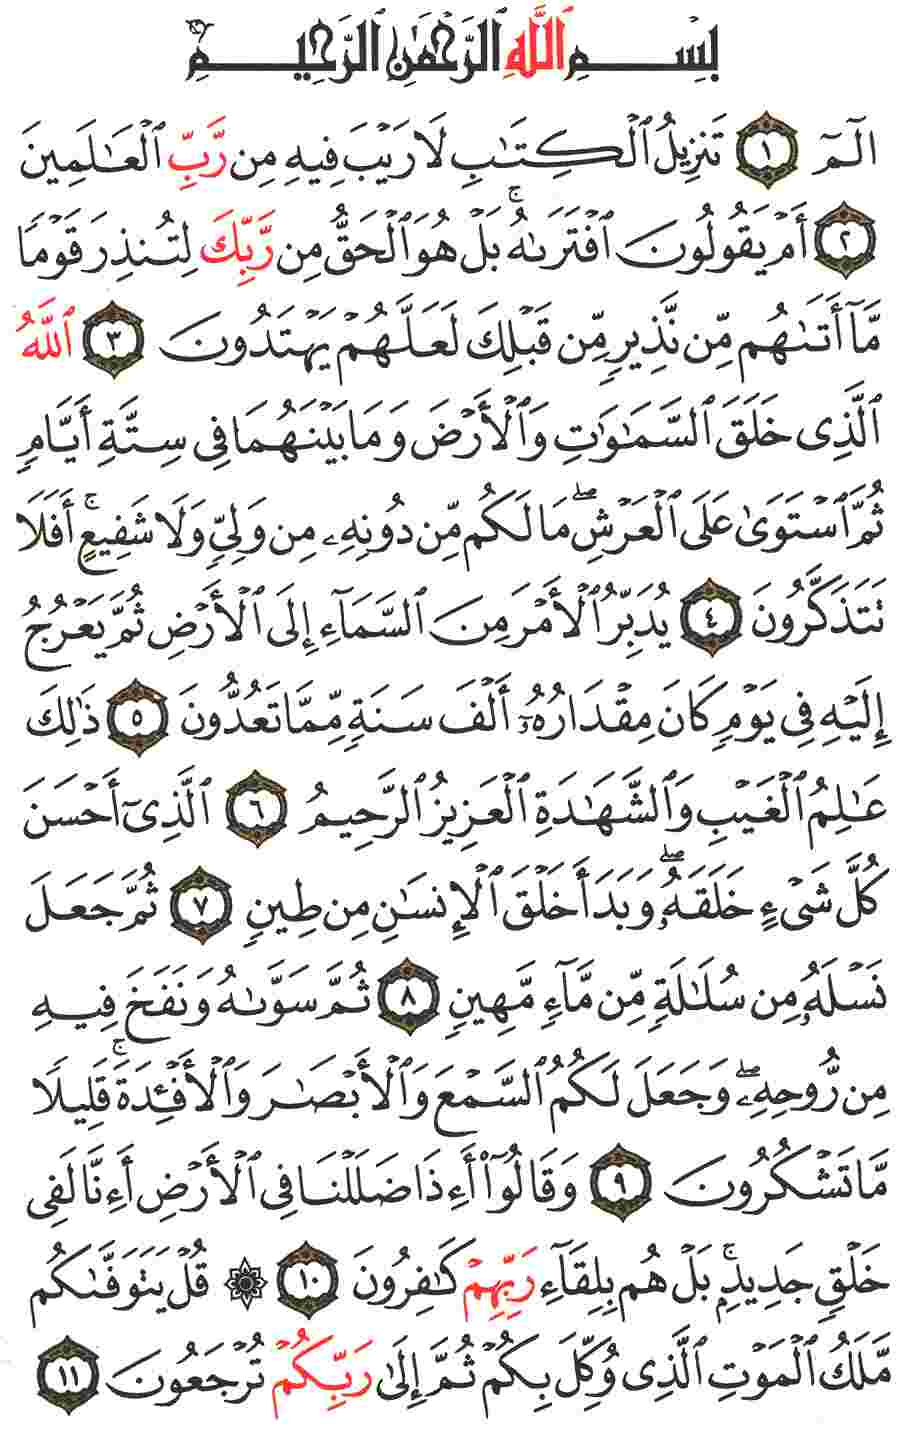 بِسْمِ ٱللَّهِ ٱلرَّحْمَٰنِ ٱلرَّحِيمِ
الٓمٓ ١ تَنزِيلُ ٱلْكِتَٰبِ لَا رَيْبَ فِيهِ مِن رَّبِّ ٱلْعَٰلَمِينَ
٢ أَمْ يَقُولُونَ ٱفْتَرَىٰهُ ۚ بَلْ هُوَ ٱلْحَقُّ مِن رَّبِّكَ لِتُنذِرَ قَوْمًا
مَّآ أَتَىٰهُم مِّن نَّذِيرٍ مِّن قَبْلِكَ لَعَلَّهُمْ يَهْتَدُونَ ٣ ٱللَّهُ
ٱلَّذِى خَلَقَ ٱلسَّمَٰوَٰتِ وَٱلْأَرْضَ وَمَا بَيْنَهُمَا فِى سِتَّةِ أَيَّامٍ
ثُمَّ ٱسْتَوَىٰ عَلَى ٱلْعَرْشِ ۖ مَا لَكُم مِّن دُونِهِۦ مِن وَلِىٍّ وَلَا شَفِيعٍ ۚ أَفَلَا
تَتَذَكَّرُونَ ٤ يُدَبِّرُ ٱلْأَمْرَ مِنَ ٱلسَّمَآءِ إِلَى ٱلْأَرْضِ ثُمَّ يَعْرُجُ
إِلَيْهِ فِى يَوْمٍ كَانَ مِقْدَارُهُۥٓ أَلْفَ سَنَةٍ مِّمَّا تَعُدُّونَ ٥ ذَٰلِكَ
عَٰلِمُ ٱلْغَيْبِ وَٱلشَّهَٰدَةِ ٱلْعَزِيزُ ٱلرَّحِيمُ ٦ ٱلَّذِىٓ أَحْسَنَ
كُلَّ شَىْءٍ خَلَقَهُۥ ۖ وَبَدَأَ خَلْقَ ٱلْإِنسَٰنِ مِن طِينٍ ٧ ثُمَّ جَعَلَ
نَسْلَهُۥ مِن سُلَٰلَةٍ مِّن مَّآءٍ مَّهِينٍ ٨ ثُمَّ سَوَّىٰهُ وَنَفَخَ فِيهِ
مِن رُّوحِهِۦ ۖ وَجَعَلَ لَكُمُ ٱلسَّمْعَ وَٱلْأَبْصَٰرَ وَٱلْأَفْـِٔدَةَ ۚ قَلِيلًا
مَّا تَشْكُرُونَ ٩ وَقَالُوٓا۟ أَءِذَا ضَلَلْنَا فِى ٱلْأَرْضِ أَءِنَّا لَفِى
خَلْقٍ جَدِيدٍۭ ۚ بَلْ هُم بِلِقَآءِ رَبِّهِمْ كَٰفِرُونَ ١٠ ۞ قُلْ يَتَوَفَّىٰكُم
مَّلَكُ ٱلْمَوْتِ ٱلَّذِى وُكِّلَ بِكُمْ ثُمَّ إِلَىٰ رَبِّكُمْ تُرْجَعُونَ ١١